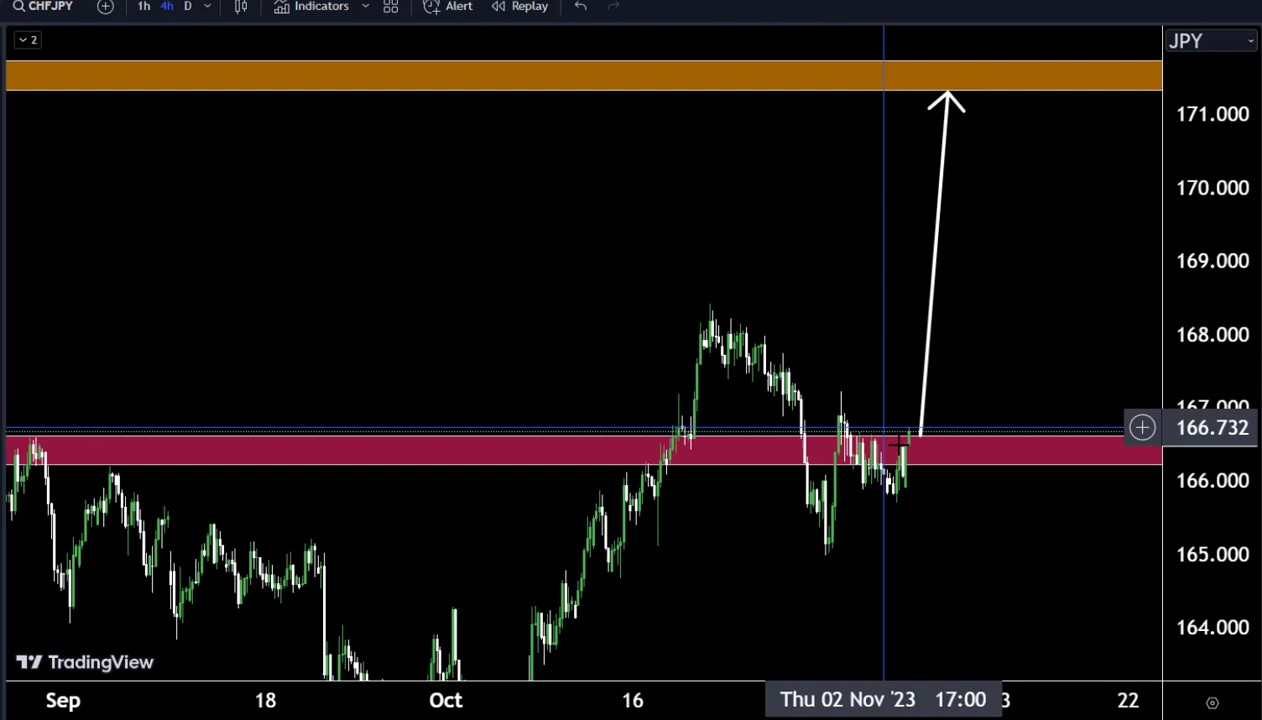 CHFJPY 1h 4h D Indicators Alert Replay
2
JPY
171.000
170.000
169.000
168.000
167.000
166.732
166.000
165.000
164.000
TradingView
Sep 18 Oct 16 Thu 02 Nov '23 17:00 3 22